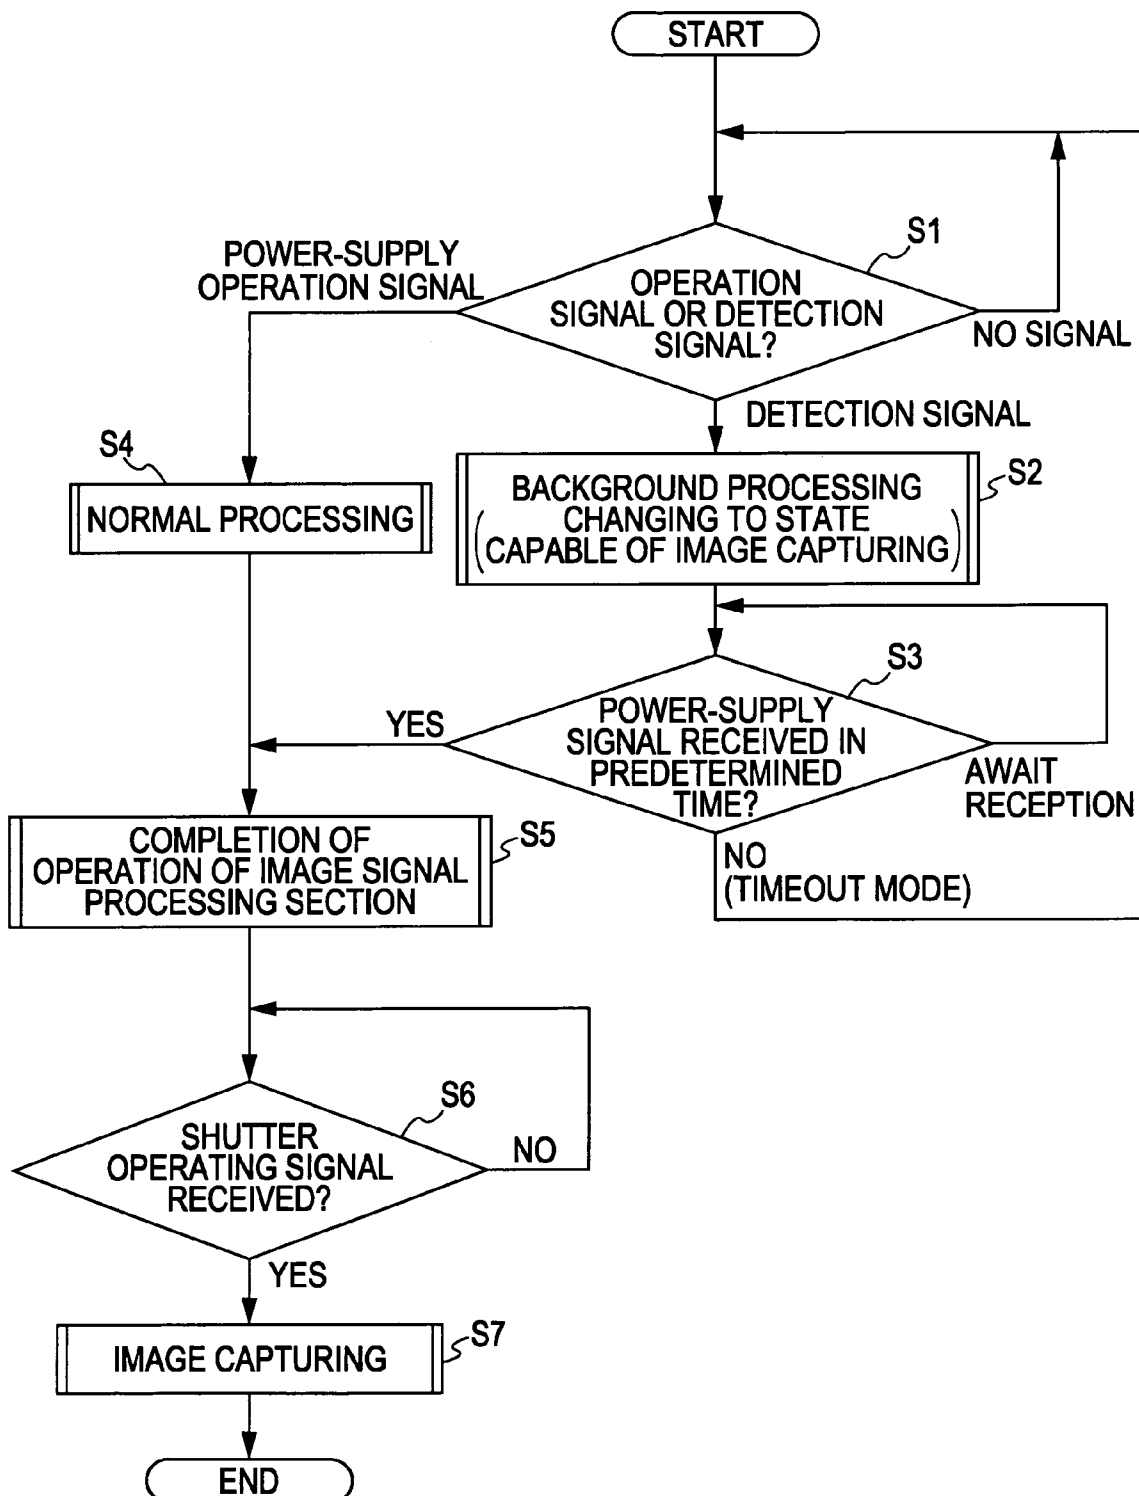 START
S1
POWER-SUPPLY
OPERATION SIGNAL
OPERATION
SIGNAL OR DETECTION
SIGNAL?
NO SIGNAL
DETECTION SIGNAL
S4
NORMAL PROCESSING
S2
BACKGROUND PROCESSING
(CHANGING TO STATE
CAPABLE OF IMAGE CAPTURING)
S3
YES
POWER-SUPPLY
SIGNAL RECEIVED IN
PREDETERMINED
TIME?
AWAIT
RECEPTION
NO
(TIMEOUT MODE)
S5
COMPLETION OF
OPERATION OF IMAGE SIGNAL
PROCESSING SECTION
S6
SHUTTER
OPERATING SIGNAL
RECEIVED?
NO
YES
S7
IMAGE CAPTURING
END